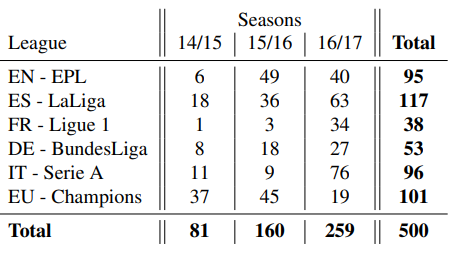 Seasons
League 14/15 15/16 16/17 Total
EN - EPL 6 49 40 95
ES - LaLiga 18 36 63 117
FR - Ligue 1 1 3 34 38
DE - BundesLiga 8 18 27 53
IT - Serie A 11 9 76 96
EU - Champions 37 45 19 101
Total 81 160 259 500